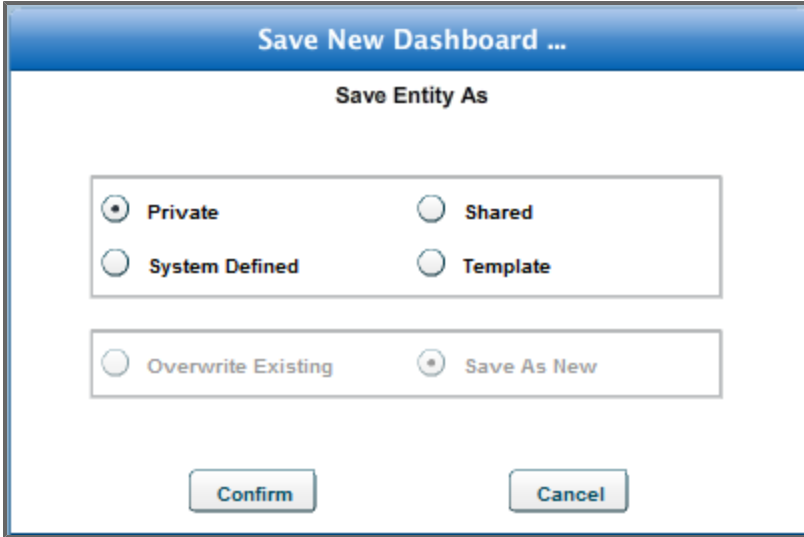 Save New Dashboard ...
Save Entity As
Private Shared
System Defined Template
Overwrite Existing Save As New
Confirm Cancel